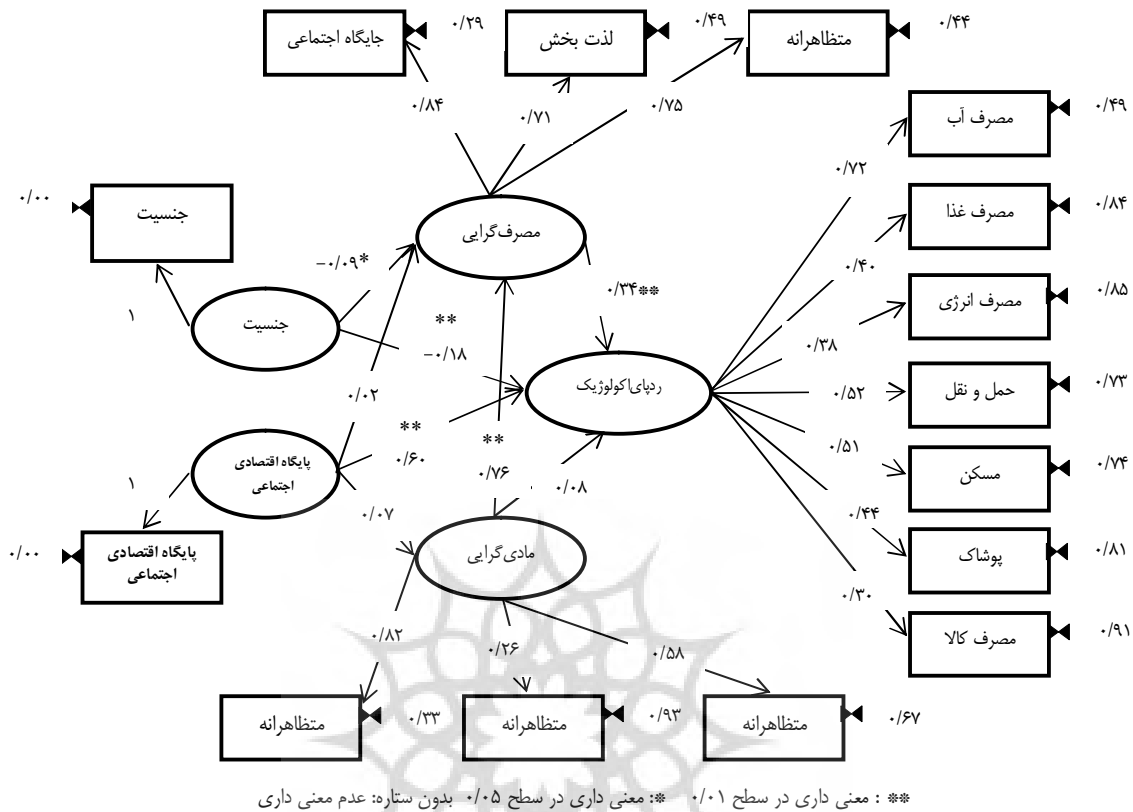 ۰/۴۴
متظاهرانه
۰/۴۹
لذت بخش
۰/۲۹
جایگاه اجتماعی
۰/۷۵
۰/۷۱
۰/۸۴
۰/۴۹
مصرف آب
۰/۷۲
۰/۸۴
مصرف غذا
۰/۴۰
۰/۸۵
مصرف انرژی
۰/۳۸
۰/۷۳
حمل و نقل
۰/۵۲
۰/۷۴
مسکن
۰/۵۱
۰/۸۱
پوشاک
۰/۴۴
۰/۹۱
مصرف کالا
۰/۳۰
مصرف‌گرایی
۰/۳۴**
ردپای‌اکولوژیک
جنسیت
۰/۰۰
۱
جنسیت
−۰/۰۹*
**
−۰/۱۸
۰/۰۲
**
۰/۶۰
**
۰/۷۶
۰/۰۸
پایگاه اقتصادی
اجتماعی
۱
۰/۰۷
پایگاه اقتصادی
اجتماعی
۰/۰۰
مادی‌گرایی
۰/۵۸
۰/۲۶
۰/۸۲
۰/۶۷
متظاهرانه
۰/۹۳
متظاهرانه
۰/۳۳
متظاهرانه
** : معنی داری در سطح ۰/۰۱ *: معنی داری در سطح ۰/۰۵ بدون ستاره: عدم معنی داری